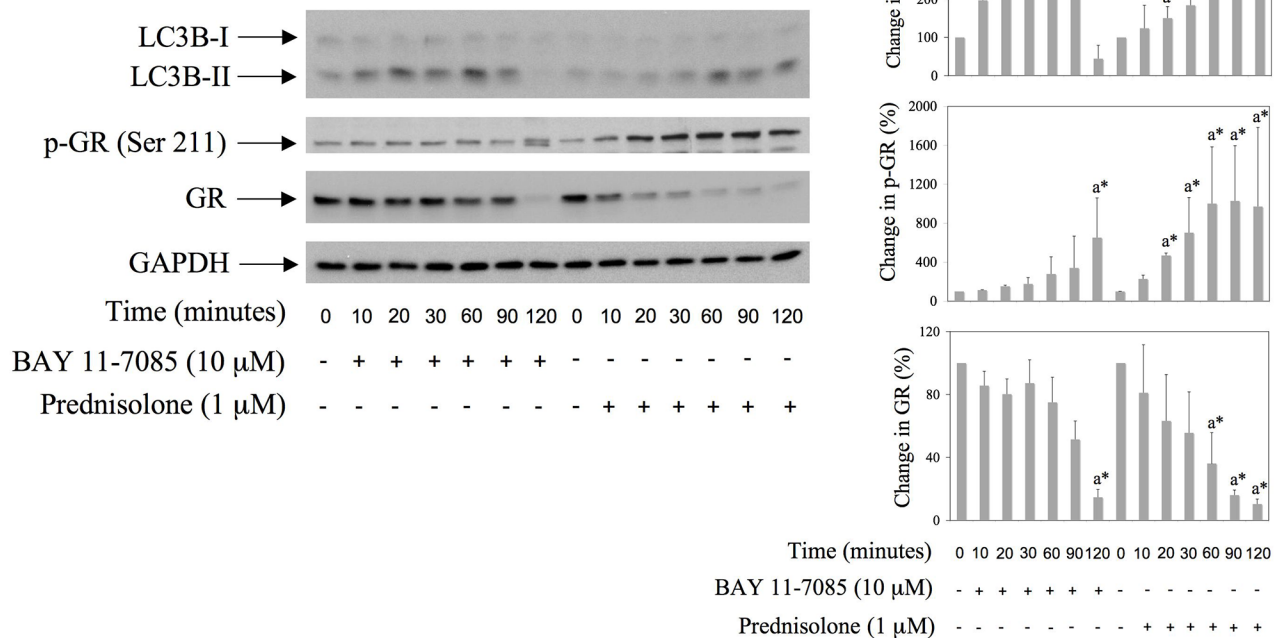 LC3B-I
LC3B-II
p-GR (Ser 211)
GR
GAPDH
Time (minutes) 0 10 20 30 60 90 120 0 10 20 30 60 90 120
BAY 11-7085 (10 μM) - + + + + + + - - - - - - -
Prednisolone (1 μM) - - - - - - - - + + + + + +
Change in
200
100
0
a
Change in p-GR (%)
2000
1600
1200
800
400
0
a* a* a* a* a* a*
Change in GR (%)
120
80
40
0
a* a* a* a*
Time (minutes) 0 10 20 30 60 90 120 0 10 20 30 60 90 120
BAY 11-7085 (10 μM) - + + + + + + - - - - - - -
Prednisolone (1 μM) - - - - - - - - + + + + + +